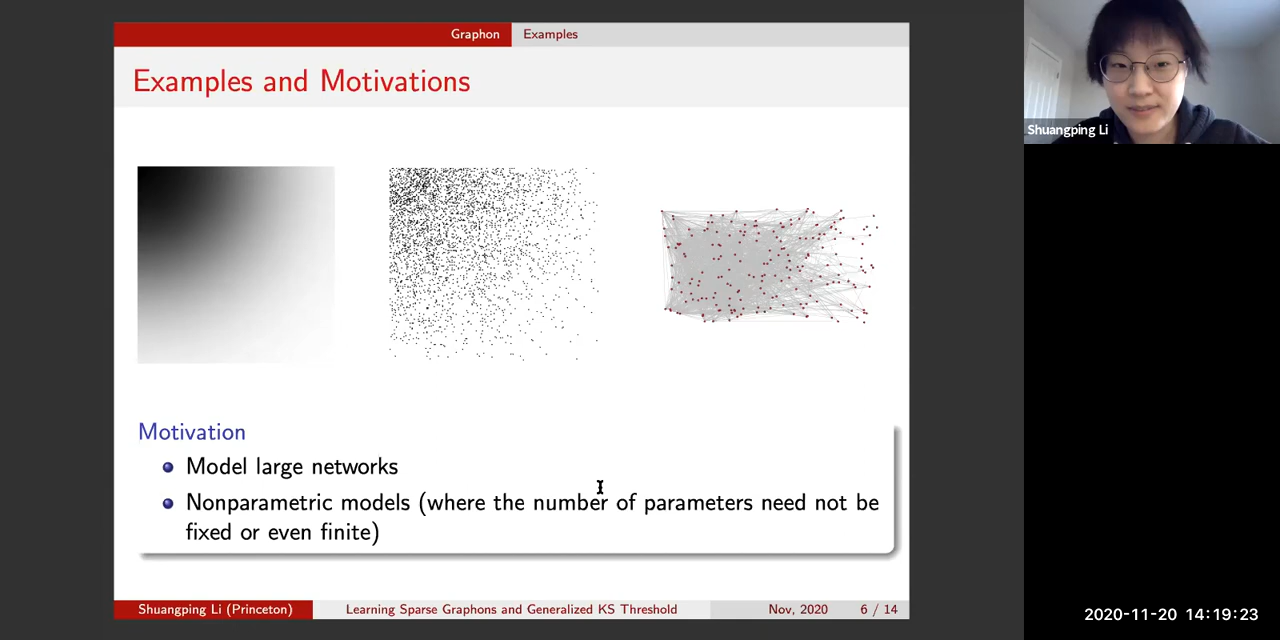 Graphon Examples
Examples and Motivations
Motivation
Model large networks
Nonparametric models (where the number of parameters need not be
fixed or even finite)
Shuangping Li (Princeton) Learning Sparse Graphons and Generalized KS Threshold Nov, 2020 6 / 14
Shuangping Li
2020-11-20 14:19:23